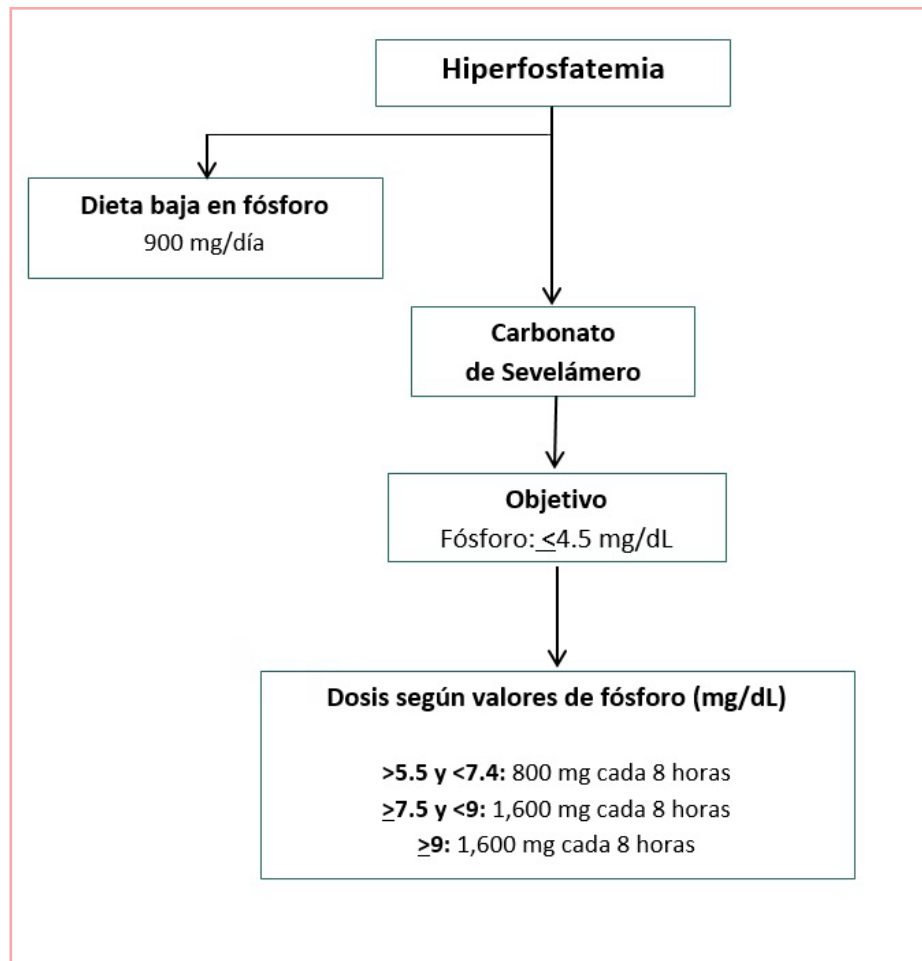 Hiperfosfatemia
Dieta baja en fósforo
900 mg/día
Carbonato
de Sevelámero
Objetivo
Fósforo: ≤4.5 mg/dL
Dosis según valores de fósforo (mg/dL)
>5.5 y <7.4: 800 mg cada 8 horas
≥7.5 y <9: 1,600 mg cada 8 horas
≥9: 1,600 mg cada 8 horas